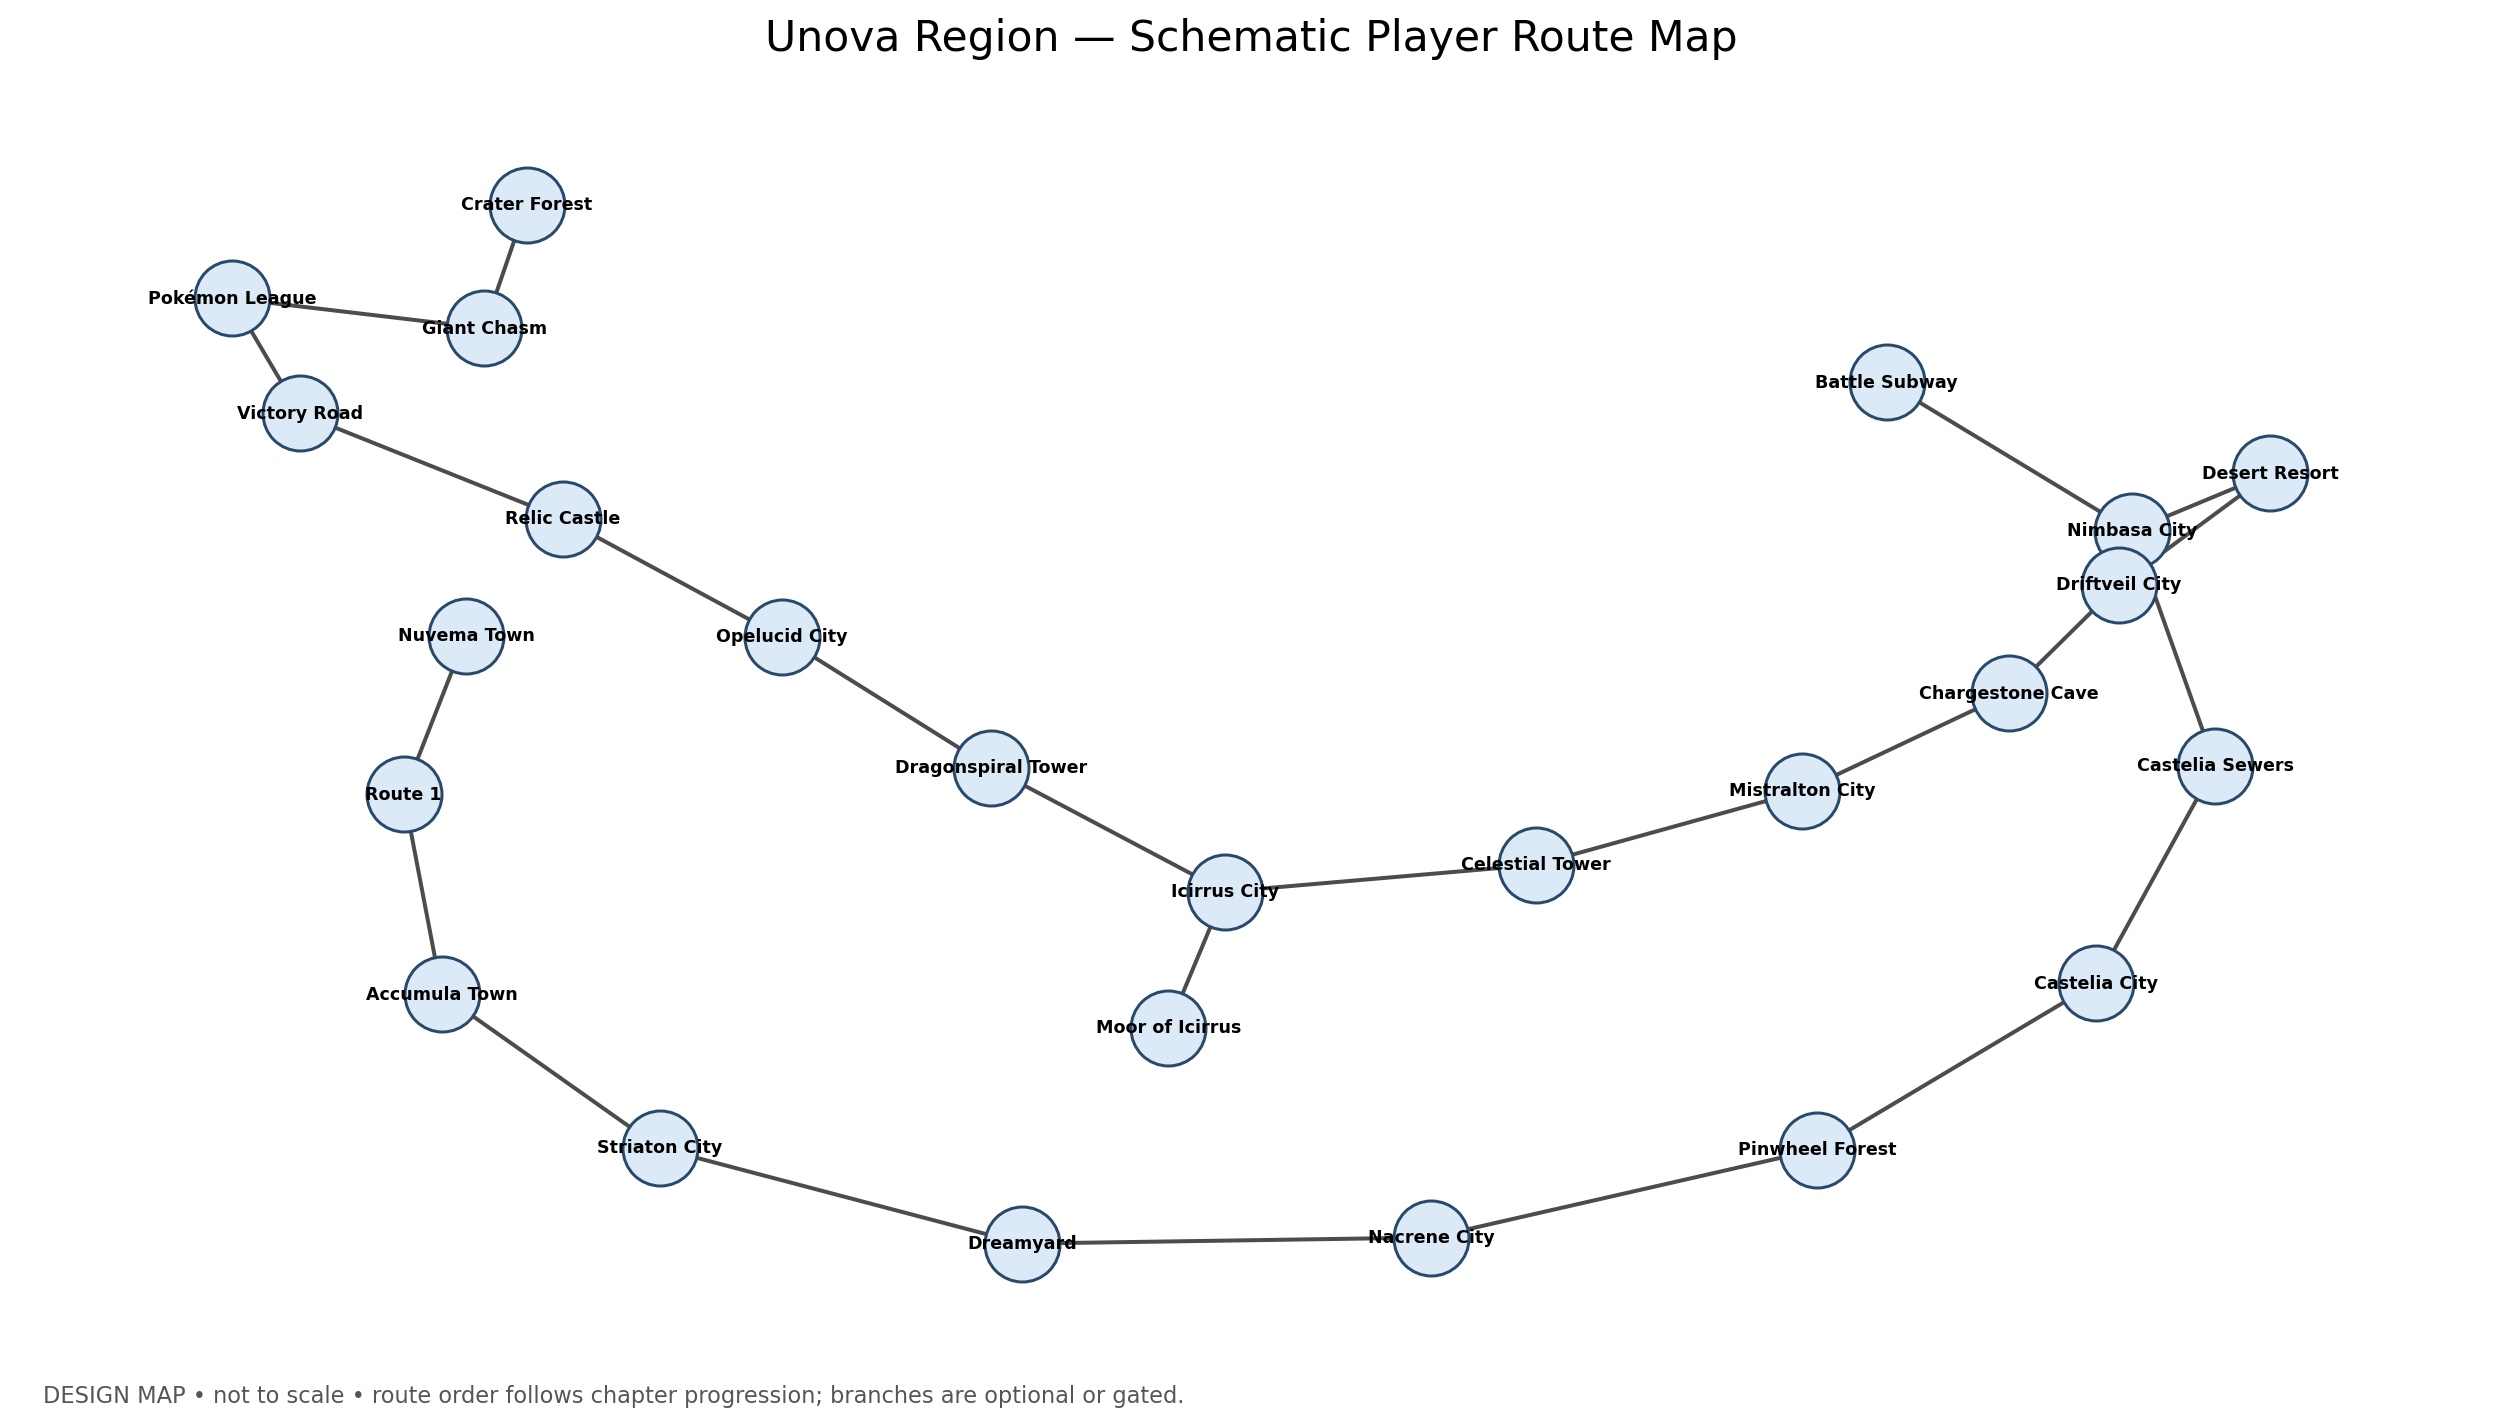 Unova Region — Schematic Player Route Map
Crater Forest
Pokémon League
Giant Chasm
Battle Subway
Victory Road
Desert Resort
Relic Castle
Nimbasa City
Driftveil City
Nuvema Town
Opelucid City
Chargestone Cave
Castelia Sewers
Dragonspiral Tower
Mistralton City
Route 1
Celestial Tower
Icirrus City
Castelia City
Accumula Town
Moor of Icirrus
Striaton City
Pinwheel Forest
Nacrene City
Dreamyard
DESIGN MAP • not to scale • route order follows chapter progression; branches are optional or gated.